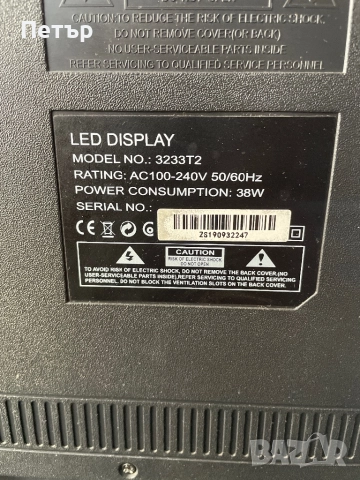 Петър
CAUTION TO REDUCE THE RISK OF ELECTRIC SHOCK,
DO NOT REMOVE COVER(OR BACK)
NO USER-SERVICEABLE PARTS INSIDE
REFER SERVICING TO QUALIFIED SERVICE PERSONNEL
LED DISPLAY
MODEL NO.: 3233T2
RATING: AC100-240V 50/60Hz
POWER CONSUMPTION: 38W
SERIAL NO.:
ZS190932247
CE
CAUTION
RISK OF ELECTRIC SHOCK
DO NOT OPEN
TO AVOID RISK OF ELECTRIC SHOCK, DO NOT REMOVE THE BACK COVER.(NO
USER-SERVICEABLE PARTS INSIDE),REFER SERVICING TO QUALIFIED SERVICING
PERSONEL. DO NOT BLOCK THE VENTILATION SLOTS ON THE BACK COVER.
Петър
BAZAR